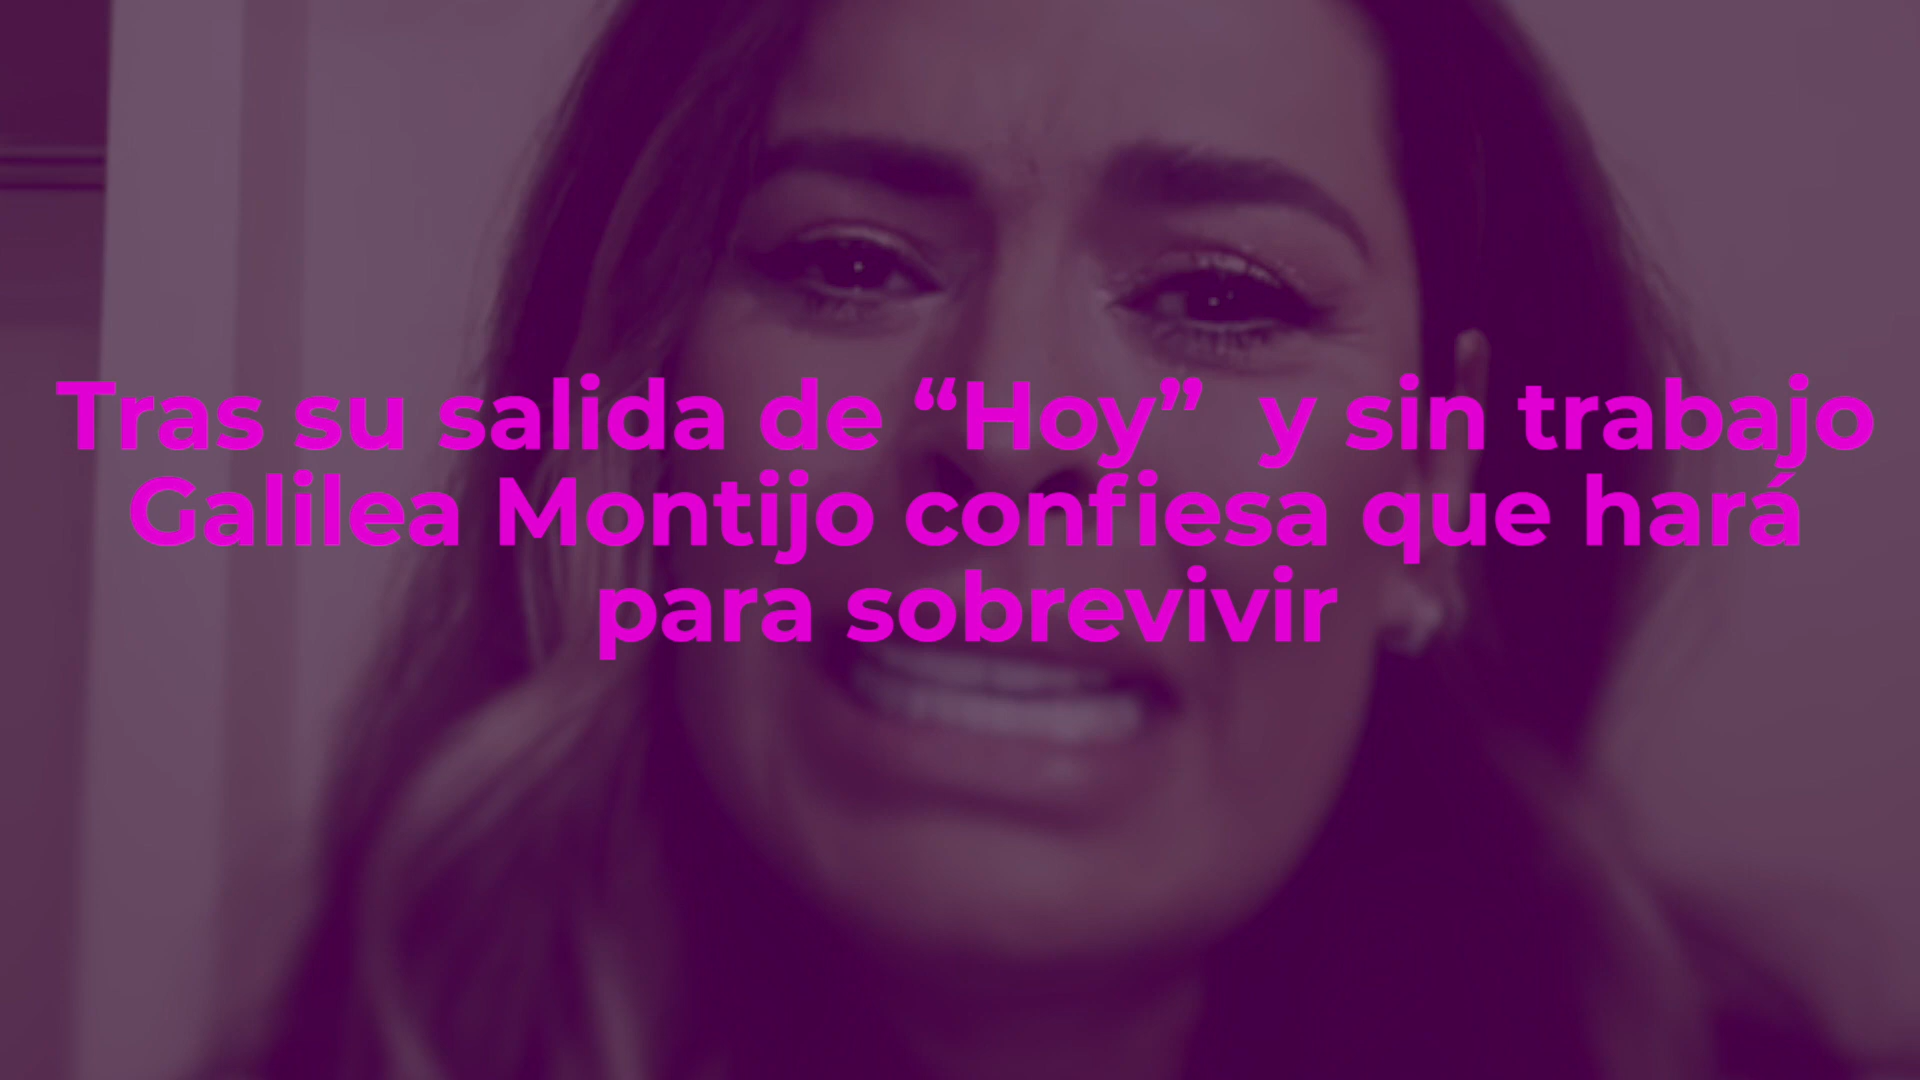 Tras su salida de “Hoy”  y sin trabajo
Galilea Montijo confiesa que hará
para sobrevivir